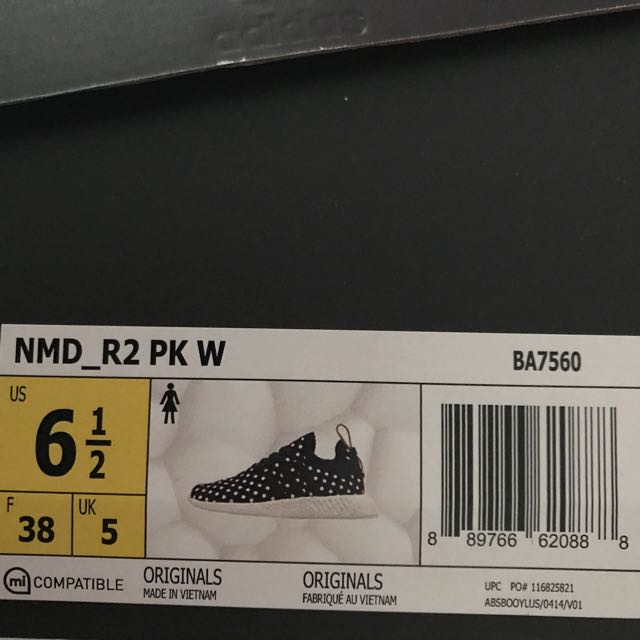 adidas
NMD_R2 PK W
BA7560
US
6 1/2
F
38
UK
5
8 89766 62088 8
mi COMPATIBLE
ORIGINALS
MADE IN VIETNAM
ORIGINALS
FABRIQUÉ AU VIETNAM
UPC PO# 116825821
ABSBOOYLUS/0414/V01